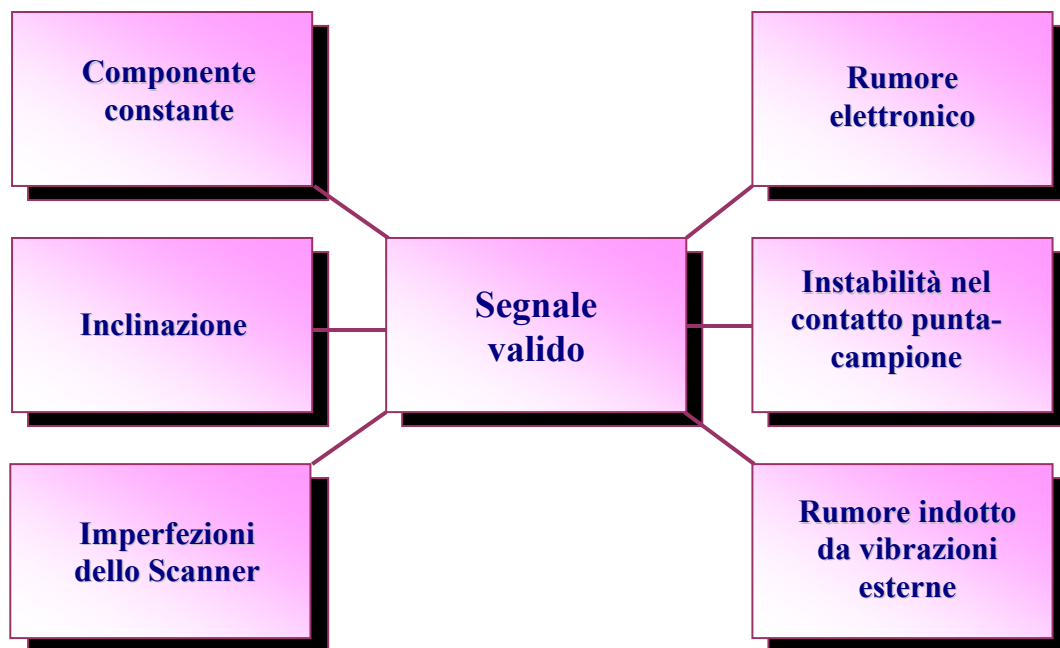 Componente
constante
Rumore
elettronico
Inclinazione
Segnale
valido
Instabilità nel
contatto punta-
campione
Imperfezioni
dello Scanner
Rumore indotto
da vibrazioni
esterne